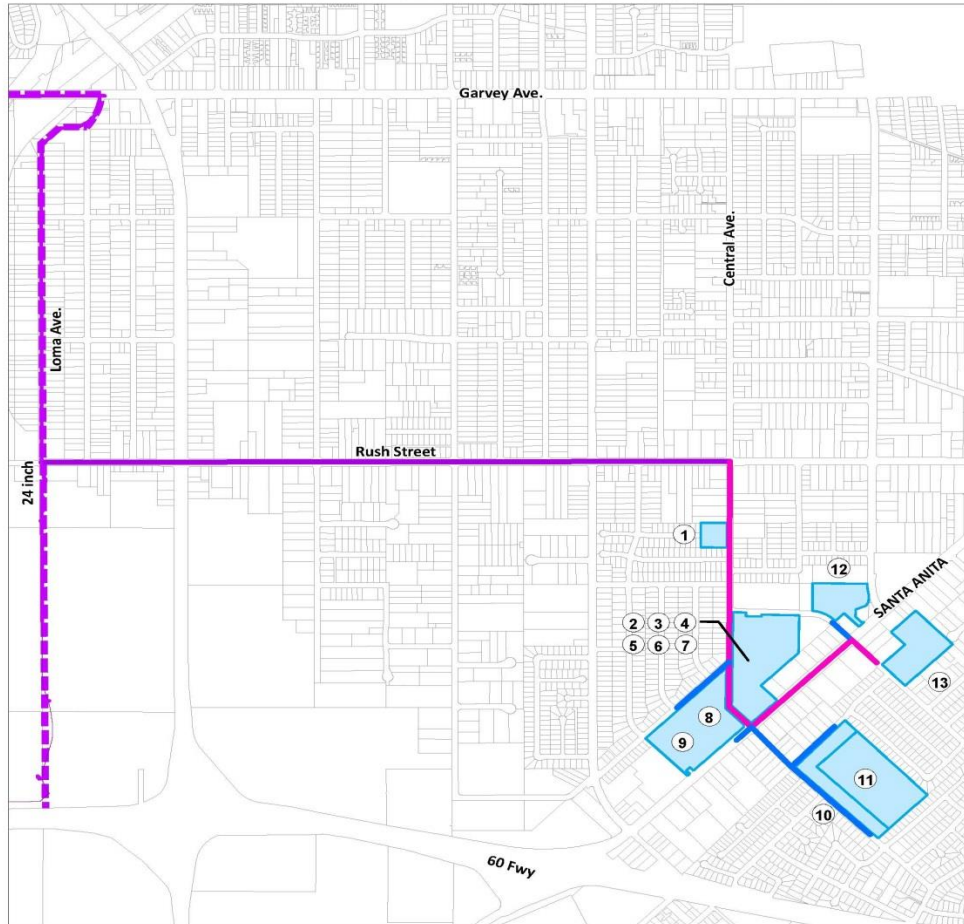 Garvey Ave.
Central Ave.
Loma Ave.
Rush Street
24 inch
1
12
SANTA ANITA
2 3 4
5 6 7
13
8
9
11
10
60 Fwy